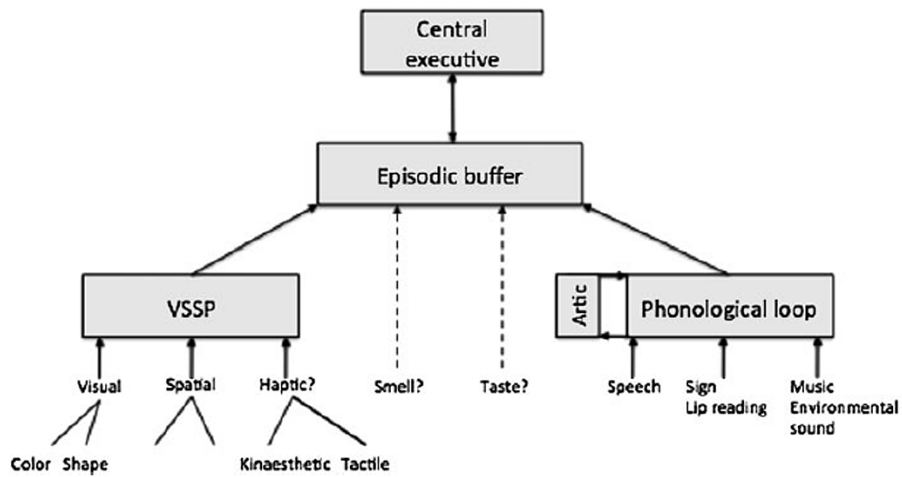 Central
executive
Episodic buffer
VSSP
Artic
Phonological loop
Visual
Spatial
Haptic?
Smell?
Taste?
Speech
Sign
Lip reading
Music
Environmental
sound
Color
Shape
Kinaesthetic
Tactile